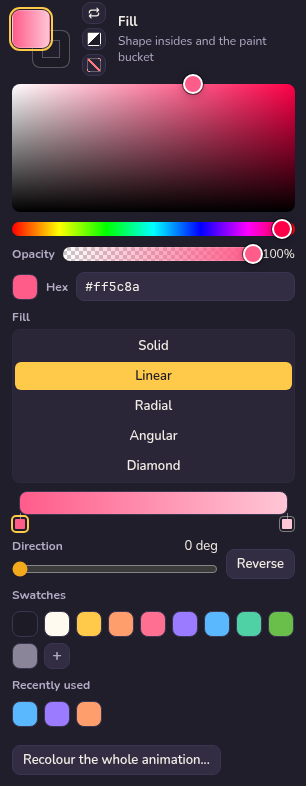 Fill
Shape insides and the paint
bucket
Opacity 100%
Hex #ff5c8a
Fill
Solid
Linear
Radial
Angular
Diamond
Direction 0 deg
Reverse
Swatches
+
Recently used
Recolour the whole animation...